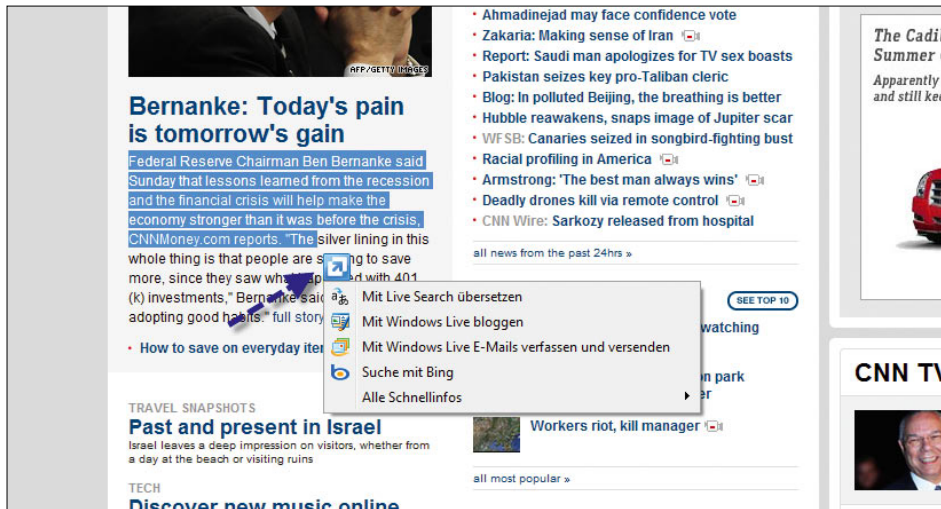 AFP/GETTY IMAGES
Bernanke: Today's pain
is tomorrow's gain
Federal Reserve Chairman Ben Bernanke said
Sunday that lessons learned from the recession
and the financial crisis will help make the
economy stronger than it was before the crisis,
CNNMoney.com reports. "The silver lining in this
whole thing is that people are to save
more, since they saw with 401
(k) investments," Bernanke said
adopting good habits." full story
• How to save on everyday
TRAVEL SNAPSHOTS
Past and present in Israel
Israel leaves a deep impression on visitors, whether from
a day at the beach or visiting ruins
TECH
Discover new music online
• Ahmadinejad may face confidence vote
• Zakaria: Making sense of Iran
• Report: Saudi man apologizes for TV sex boasts
• Pakistan seizes key pro-Taliban cleric
• Blog: In polluted Beijing, the breathing is better
• Hubble reawakens, snaps image of Jupiter scar
• WFSB: Canaries seized in songbird-fighting bust
• Racial profiling in America
• Armstrong: 'The best man always wins'
• Deadly drones kill via remote control
• CNN Wire: Sarkozy released from hospital
all news from the past 24hrs »
Mit Live Search übersetzen
Mit Windows Live bloggen
Mit Windows Live E-Mails verfassen und versenden
Suche mit Bing
Alle Schnellinfos
SEE TOP 10
watching
park
Workers riot, kill manager
all most popular »
The
Summer
Apparently
and still
CNN